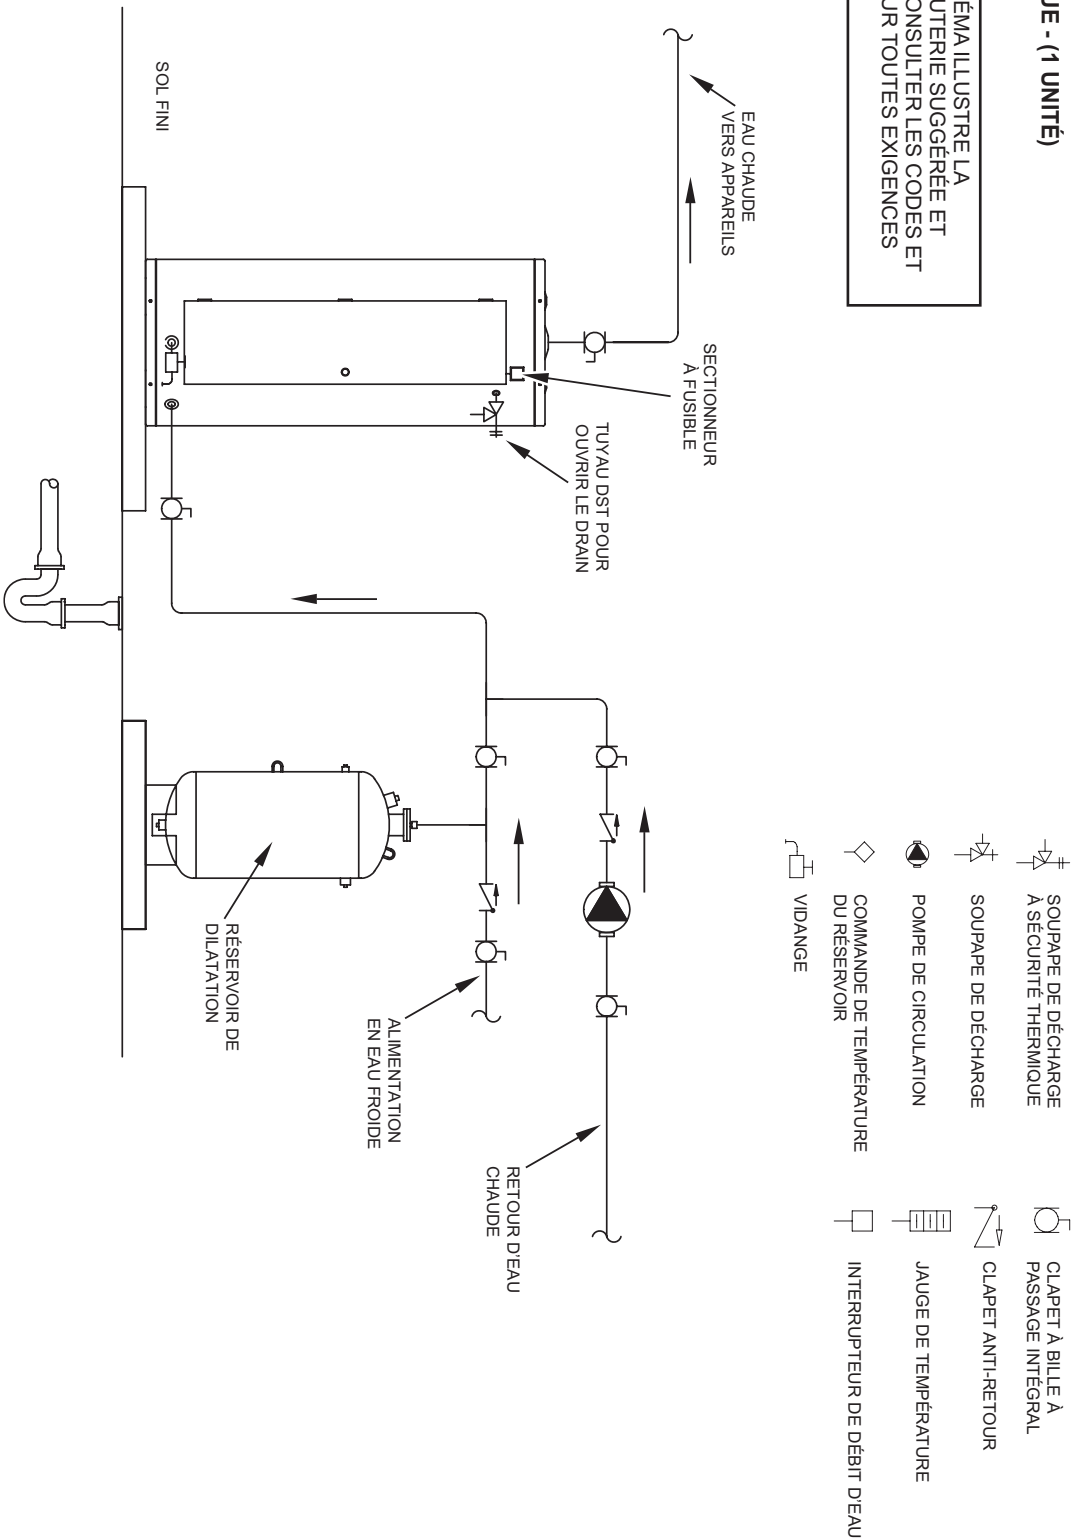 UE - (1 UNITÉ)
ÉMA ILLUSTRE LA
UTERIE SUGGÉRÉE ET
ONSULTER LES CODES ET
UR TOUTES EXIGENCES
SOUPAPE DE DÉCHARGE
À SÉCURITÉ THERMIQUE
SOUPAPE DE DÉCHARGE
POMPE DE CIRCULATION
COMMANDE DE TEMPÉRATURE
DU RÉSERVOIR
VIDANGE
CLAPET À BILLE À
PASSAGE INTÉGRAL
CLAPET ANTI-RETOUR
JAUGE DE TEMPÉRATURE
INTERRUPTEUR DE DÉBIT D'EAU
EAU CHAUDE
VERS APPAREILS
SECTIONNEUR
À FUSIBLE
TUYAU DST POUR
OUVRIR LE DRAIN
RETOUR D'EAU
CHAUDE
ALIMENTATION
EN EAU FROIDE
RÉSERVOIR DE
DILATATION
SOL FINI